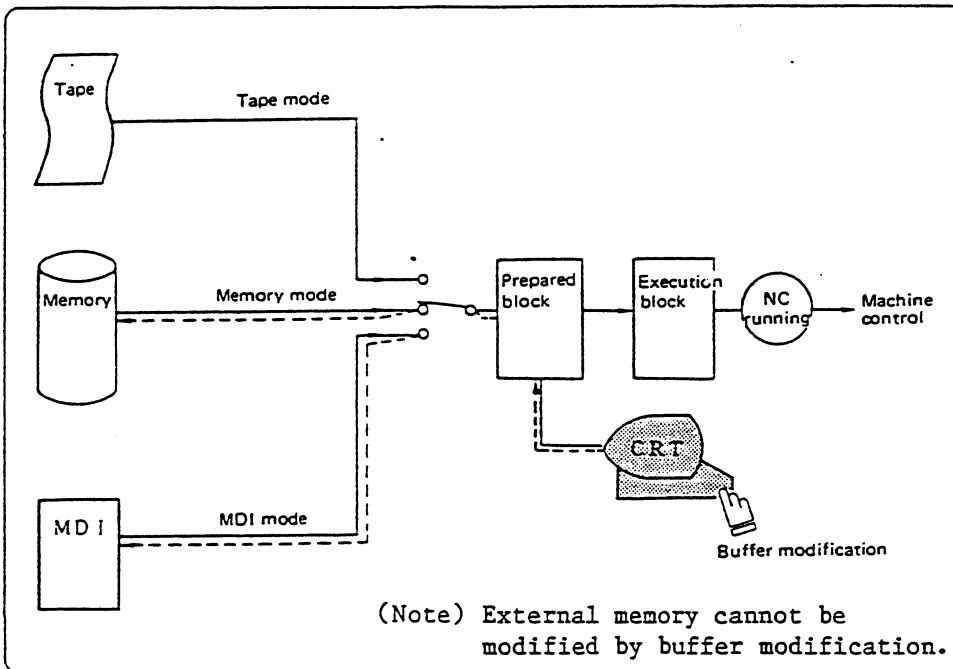 Tape
Tape mode
Memory
Memory mode
Prepared
block
Execution
block
NC
running
Machine
control
CRT
MDI
MDI mode
Buffer modification
(Note) External memory cannot be
modified by buffer modification.